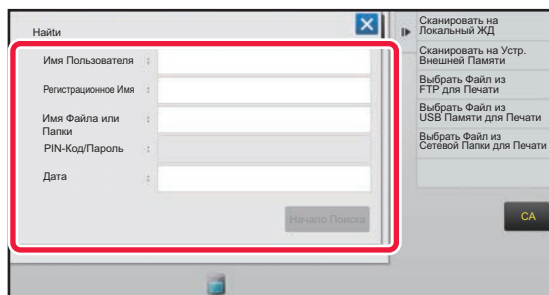 Найти
Имя Пользователя :
Регистрационное Имя :
Имя Файла или :
Папки
PIN-Код/Пароль :
Дата :
Начало Поиска
Сканировать на
Локальный ЖД
Сканировать на Устр.
Внешней Памяти
Выбрать Файл из
FTP для Печати
Выбрать Файл из
USB Памяти для Печати
Выбрать Файл из
Сетевой Папки для Печати
CA